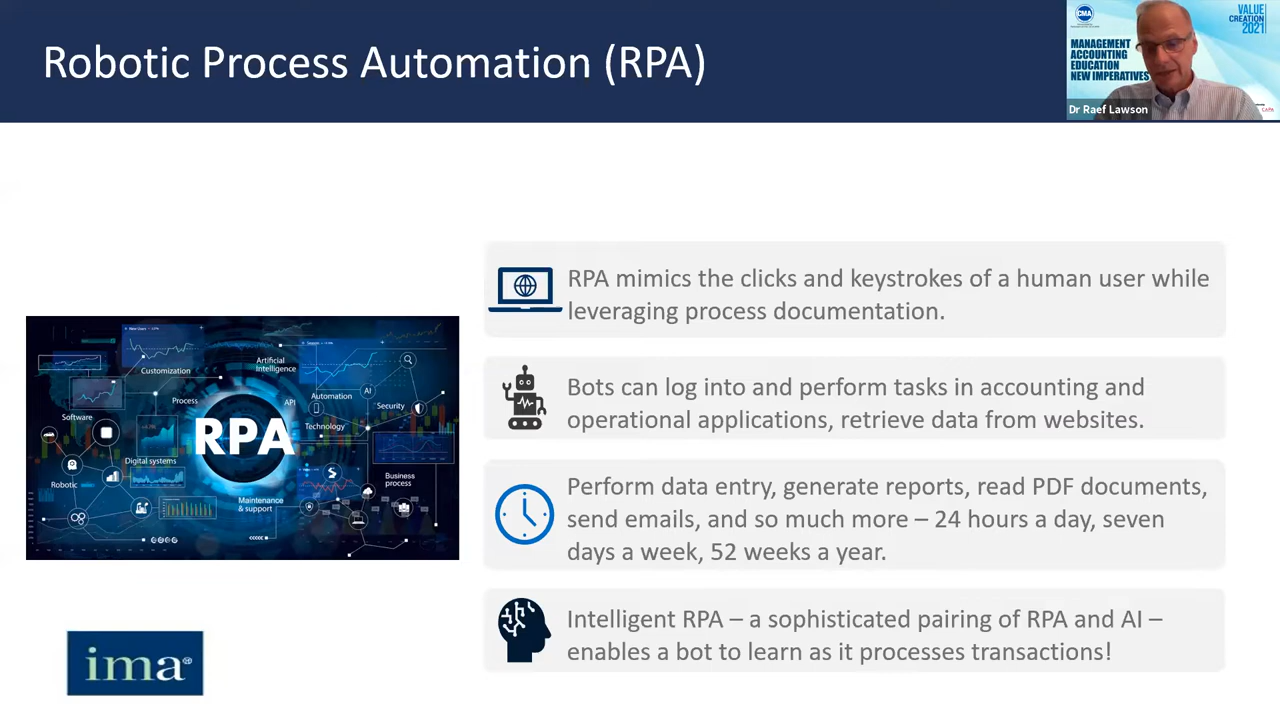 Robotic Process Automation (RPA)
CMA
VALUE
CREATION
2021
MANAGEMENT
ACCOUNTING
EDUCATION
NEW IMPERATIVES
Dr Raef Lawson
CAPA
RPA mimics the clicks and keystrokes of a human user while
leveraging process documentation.
Bots can log into and perform tasks in accounting and
operational applications, retrieve data from websites.
Perform data entry, generate reports, read PDF documents,
send emails, and so much more – 24 hours a day, seven
days a week, 52 weeks a year.
Intelligent RPA – a sophisticated pairing of RPA and AI –
enables a bot to learn as it processes transactions!
Customization
Artificial
Intelligence
Process
API
AI
Automation
Security
Software
Technology
RPA
Digital systems
Robotic
Business
process
Maintenance
& support
ima®